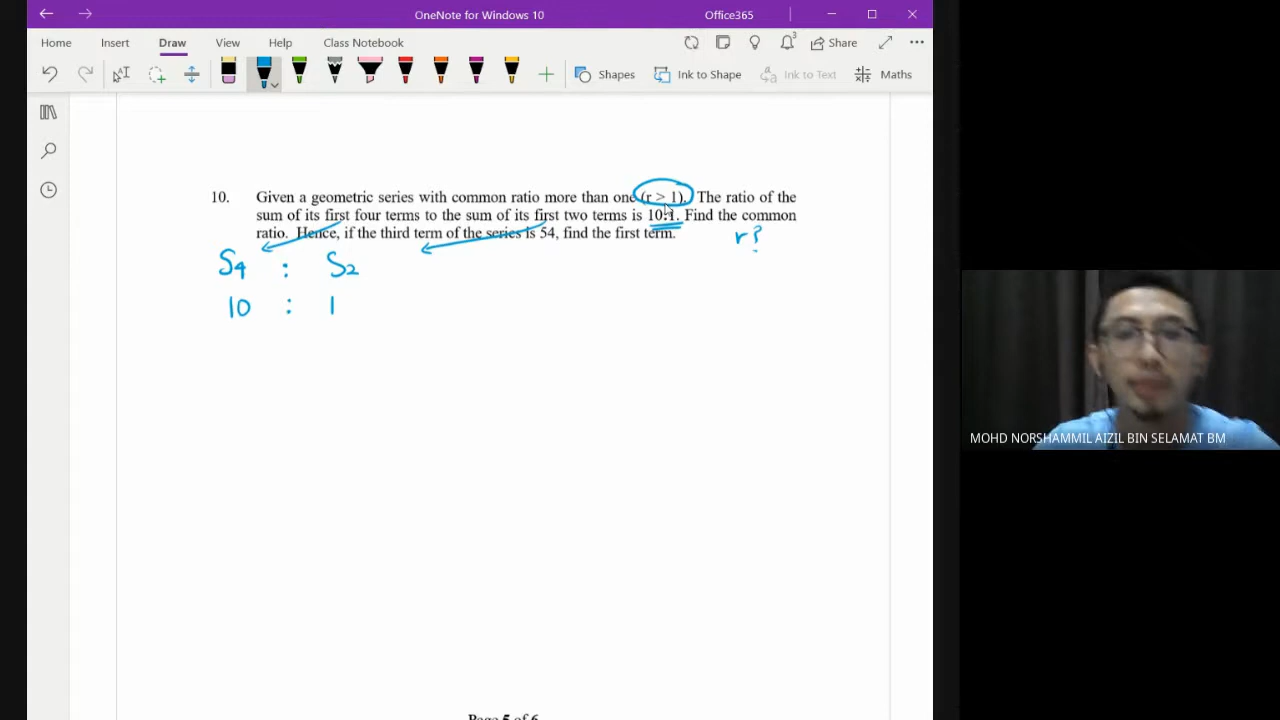 OneNote for Windows 10
Office365
Home Insert Draw View Help Class Notebook Share
Shapes Ink to Shape Ink to Text Maths
10. Given a geometric series with common ratio more than one (r > 1). The ratio of the
sum of its first four terms to the sum of its first two terms is 10:1. Find the common
ratio. Hence, if the third term of the series is 54, find the first term.
r?
S4 : S2
10 : 1
MOHD NORSHAMMIL AIZIL BIN SELAMAT BM
Page 5 of 6